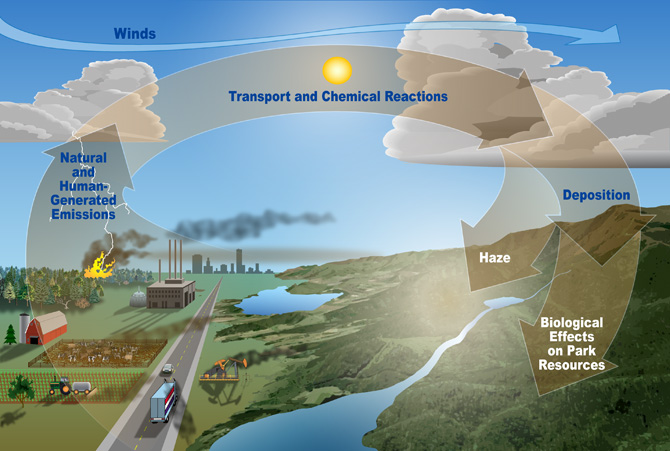 Winds
Transport and Chemical Reactions
Natural
and
Human-
Generated
Emissions
Deposition
Haze
Biological
Effects
on Park
Resources